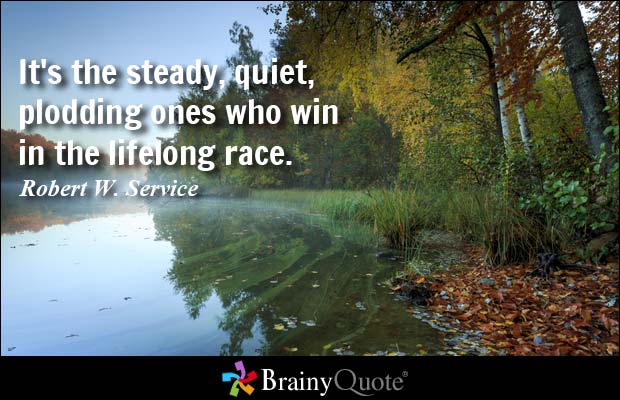 It's the steady, quiet,
plodding ones who win
in the lifelong race.
Robert W. Service
BrainyQuote®